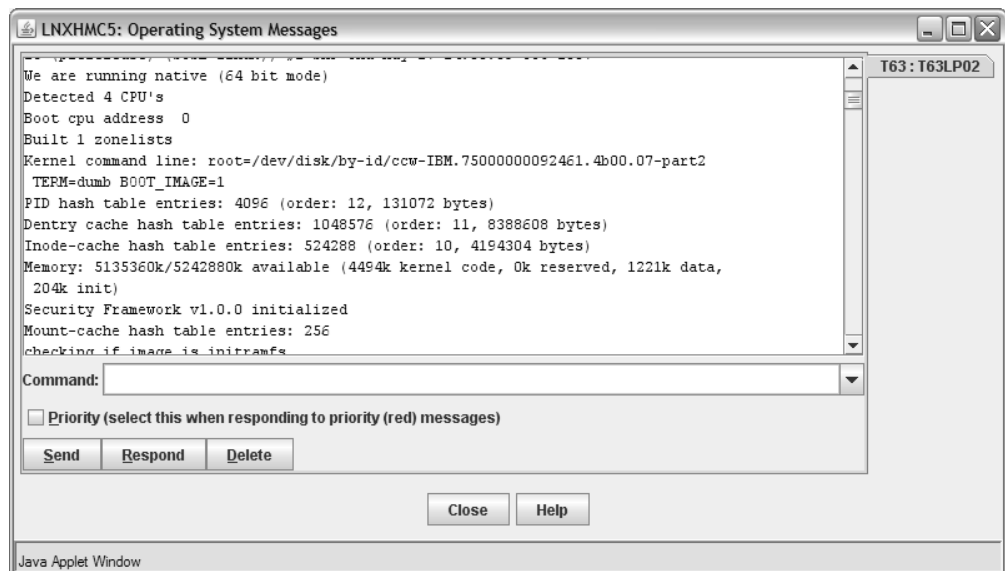 LNXHMC5: Operating System Messages
T63:T63LP02
We are running native (64 bit mode)
Detected 4 CPU's
Boot cpu address  0
Built 1 zonelists
Kernel command line: root=/dev/disk/by-id/ccw-IBM.75000000092461.4b00.07-part2
TERM=dumb BOOT_IMAGE=1
PID hash table entries: 4096 (order: 12, 131072 bytes)
Dentry cache hash table entries: 1048576 (order: 11, 8388608 bytes)
Inode-cache hash table entries: 524288 (order: 10, 4194304 bytes)
Memory: 5135360k/5242880k available (4494k kernel code, 0k reserved, 1221k data,
204k init)
Security Framework v1.0.0 initialized
Mount-cache hash table entries: 256
checking if image is initramfs
Command:
Priority (select this when responding to priority (red) messages)
Send Respond Delete
Close Help
Java Applet Window